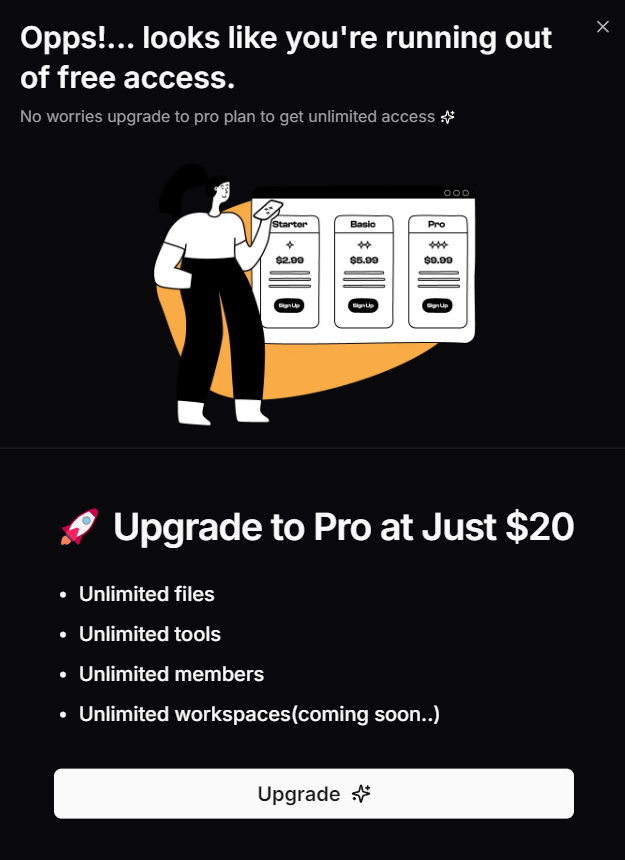 Opps!... looks like you're running out
of free access.
No worries upgrade to pro plan to get unlimited access
Starter
Basic
Pro
$2.99
$5.99
$9.99
Sign Up
Sign Up
Sign Up
Upgrade to Pro at Just $20
• Unlimited files
• Unlimited tools
• Unlimited members
• Unlimited workspaces(coming soon..)
Upgrade